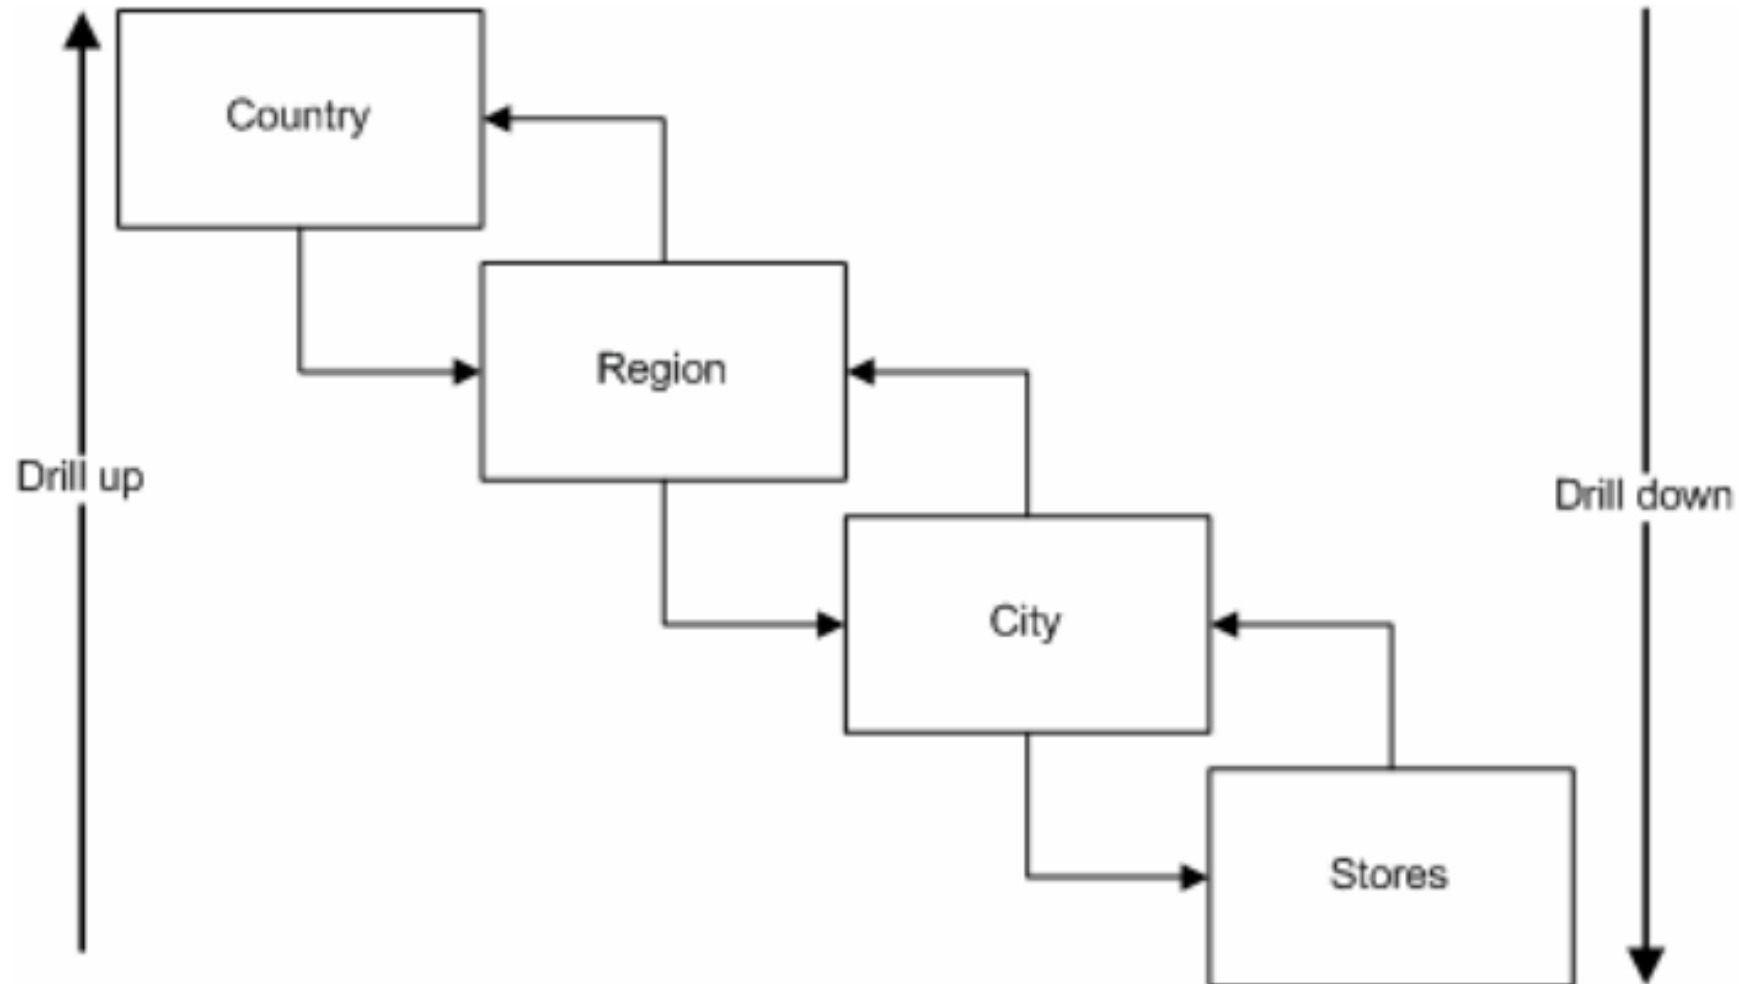 Country
Region
Drill up
Drill down
City
Stores